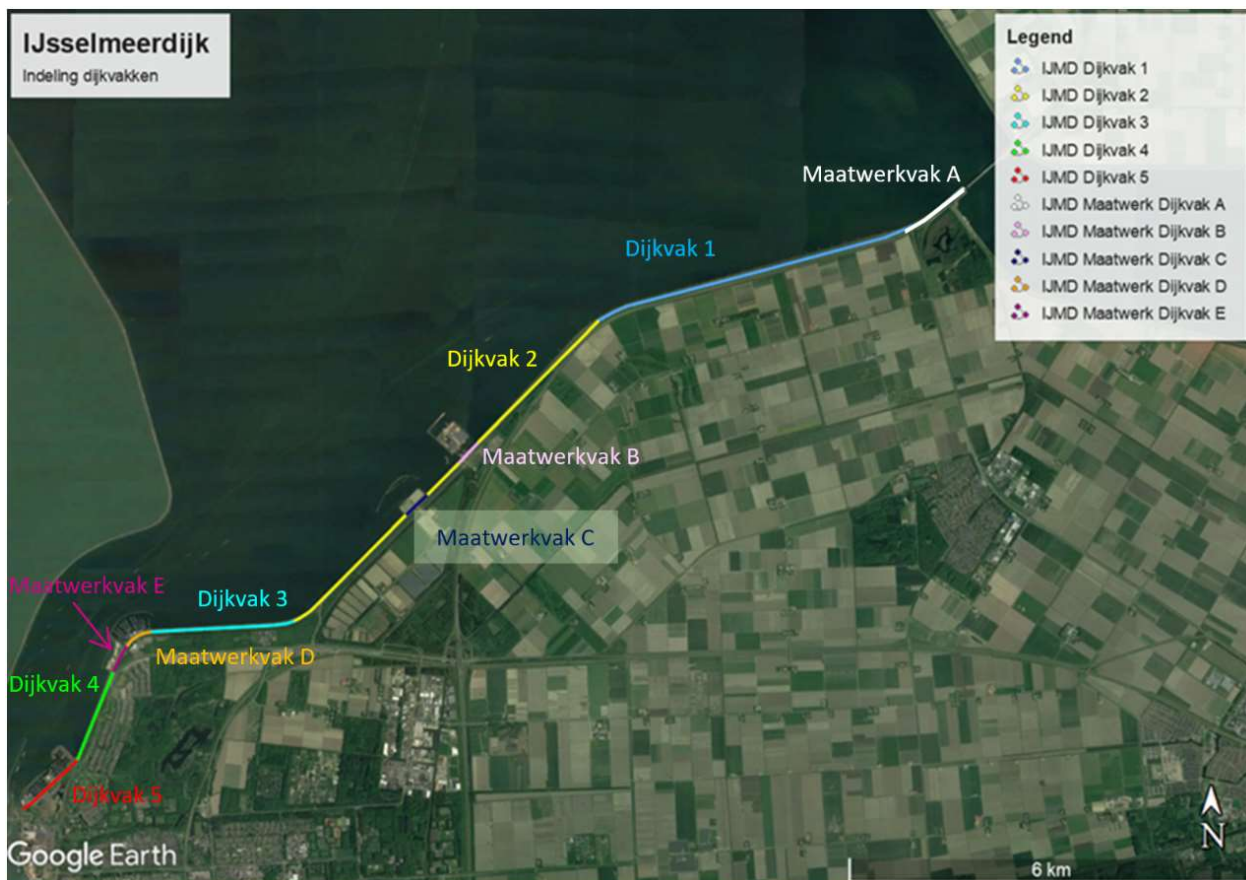 IJsselmeerdijk
Indeling dijkvakken
Legend
IJMD Dijkvak 1
IJMD Dijkvak 2
IJMD Dijkvak 3
IJMD Dijkvak 4
IJMD Dijkvak 5
IJMD Maatwerk Dijkvak A
IJMD Maatwerk Dijkvak B
IJMD Maatwerk Dijkvak C
IJMD Maatwerk Dijkvak D
IJMD Maatwerk Dijkvak E
Maatwerkvak A
Dijkvak 1
Dijkvak 2
Maatwerkvak B
Maatwerkvak C
Maatwerkvak E
Dijkvak 3
Maatwerkvak D
Dijkvak 4
Dijkvak 5
Google Earth
N
6 km